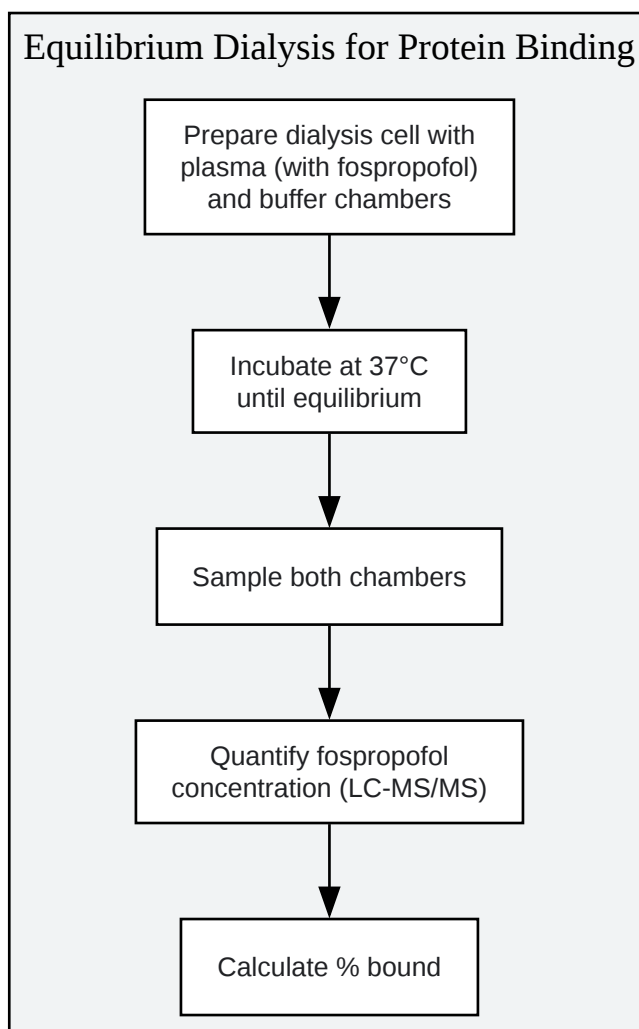 Equilibrium Dialysis for Protein Binding
Prepare dialysis cell with
plasma (with fospropofol)
and buffer chambers
Incubate at 37°C
until equilibrium
Sample both chambers
Quantify fospropofol
concentration (LC-MS/MS)
Calculate % bound